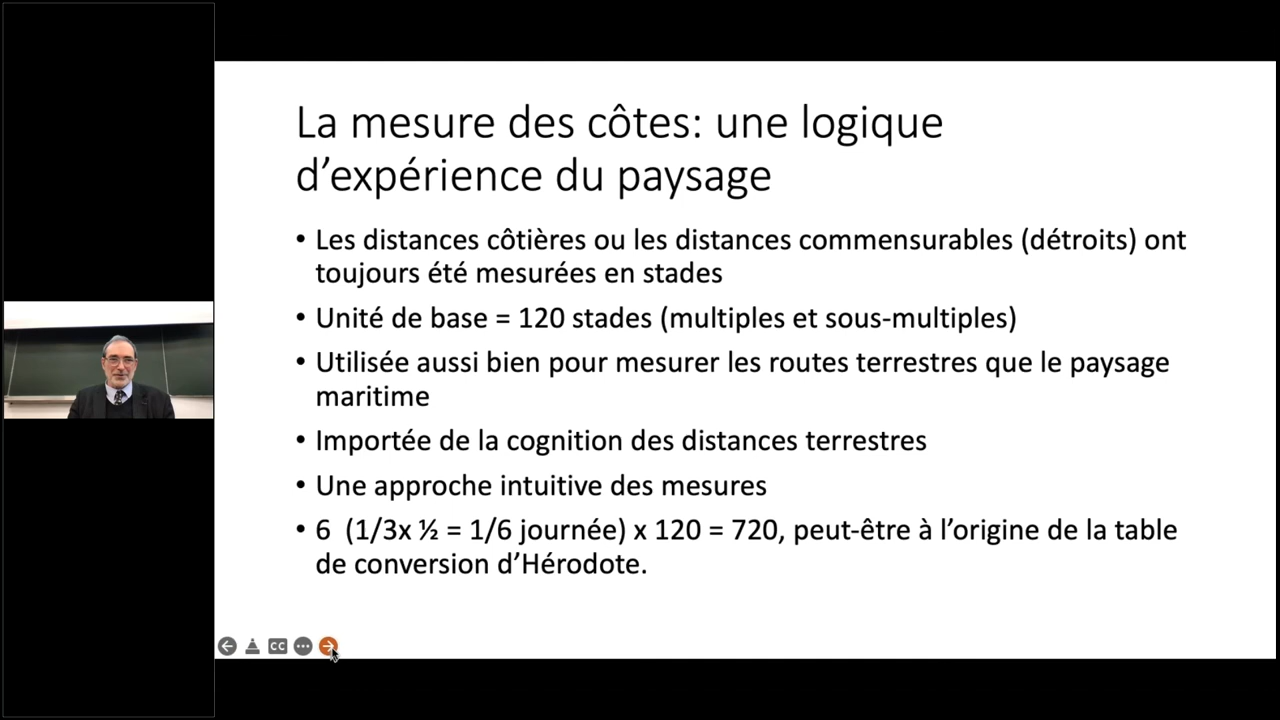 La mesure des côtes: une logique
d’expérience du paysage
• Les distances côtières ou les distances commensurables (détroits) ont
toujours été mesurées en stades
• Unité de base = 120 stades (multiples et sous-multiples)
• Utilisée aussi bien pour mesurer les routes terrestres que le paysage
maritime
• Importée de la cognition des distances terrestres
• Une approche intuitive des mesures
• 6  (1/3x ½ = 1/6 journée) x 120 = 720, peut-être à l’origine de la table
de conversion d’Hérodote.
CC